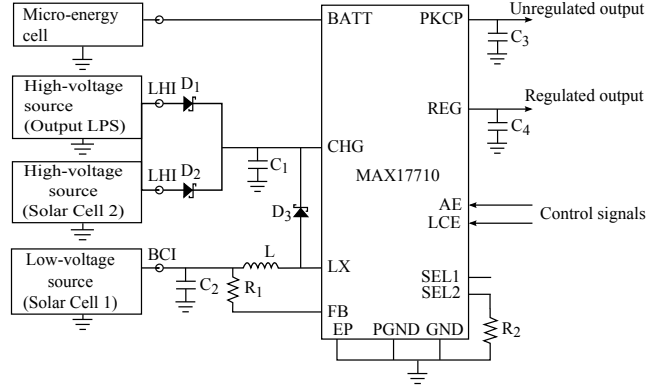 Micro-energy
cell
BATT
PKCP
Unregulated output
C3
High-voltage
source
(Output LPS)
LHI
D1
REG
Regulated output
C4
CHG
C1
MAX17710
High-voltage
source
(Solar Cell 2)
LHI
D2
D3
AE
LCE
Control signals
Low-voltage
source
(Solar Cell 1)
BCI
L
LX
C2
R1
FB
SEL1
SEL2
R2
EP
PGND
GND